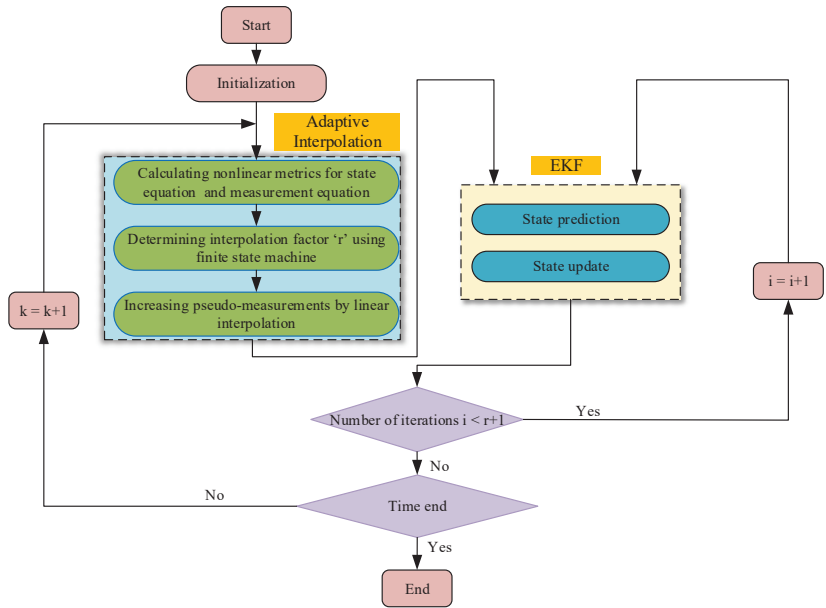 Start
Initialization
Adaptive
Interpolation
Calculating nonlinear metrics for state
equation and measurement equation
Determining interpolation factor ‘r’ using
finite state machine
Increasing pseudo-measurements by linear
interpolation
EKF
State prediction
State update
k = k+1
i = i+1
Number of iterations i < r+1
Yes
No
Time end
No
Yes
End